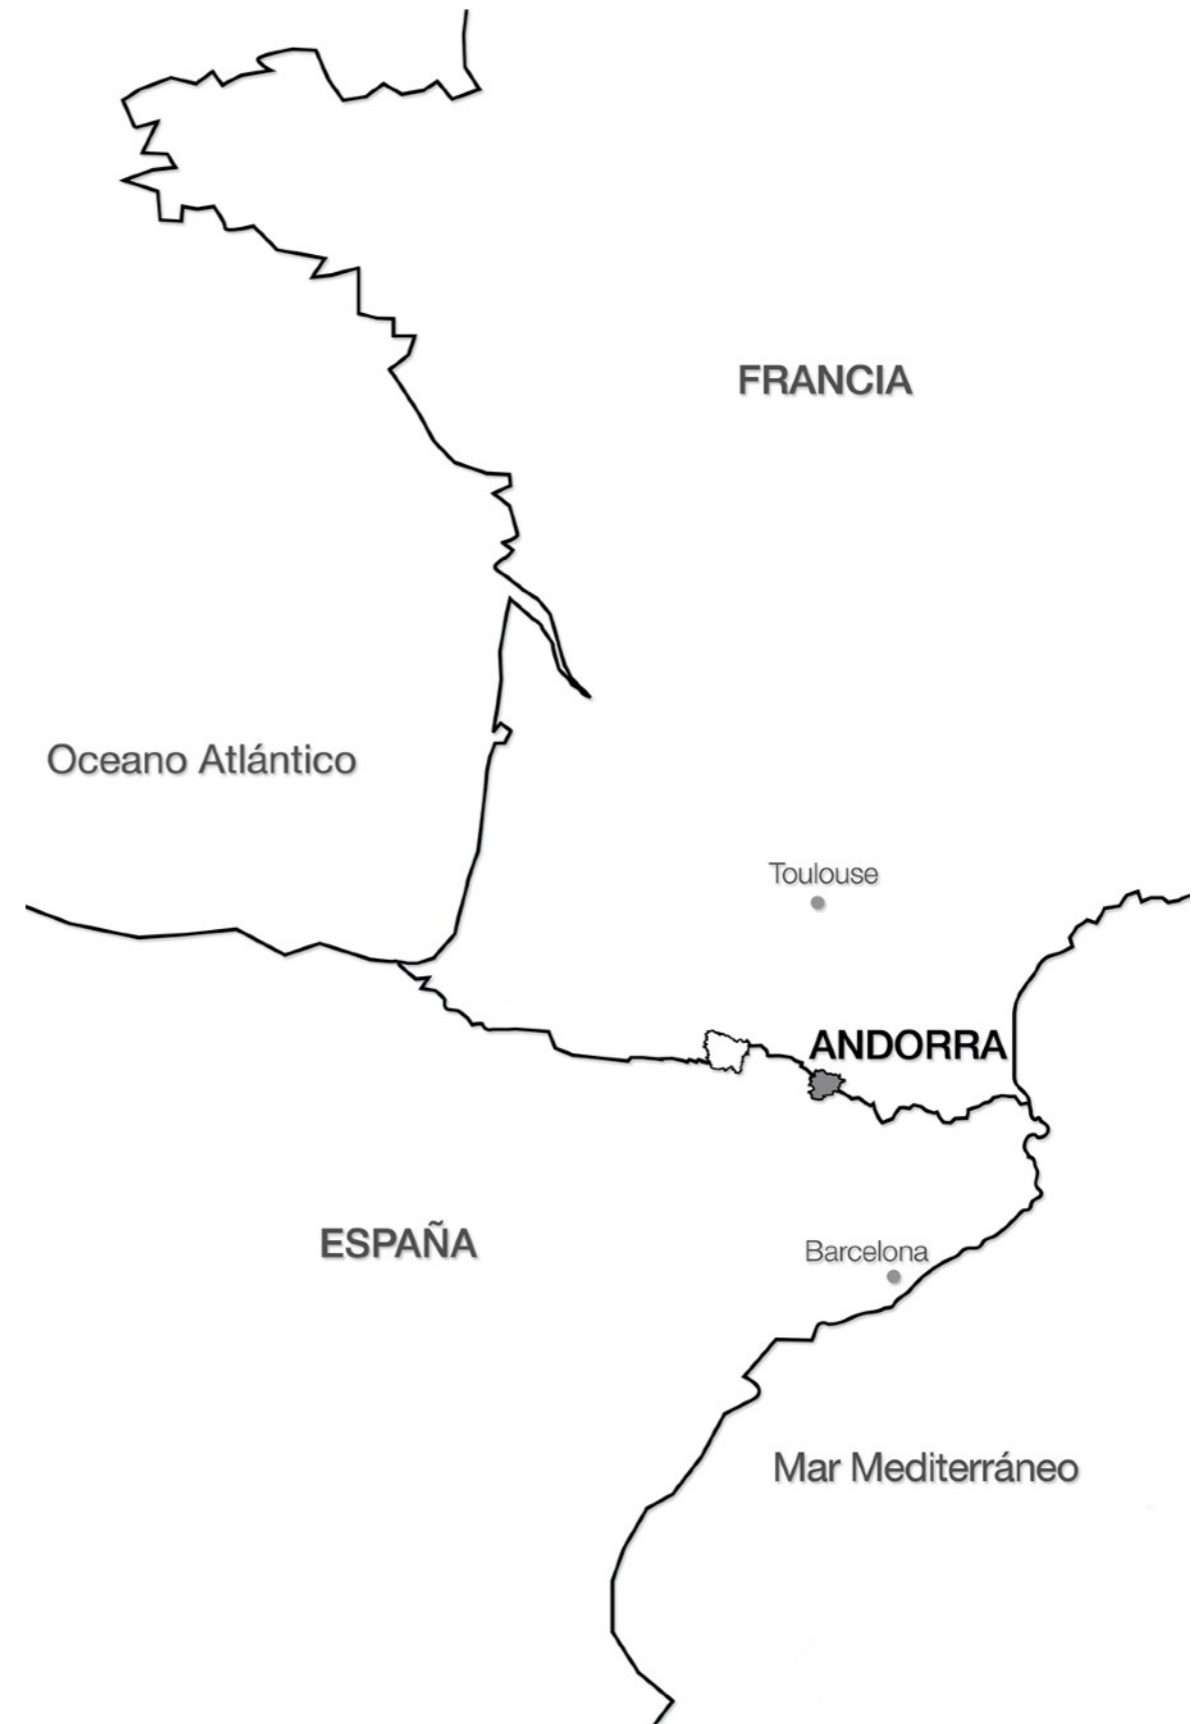 FRANCIA
Oceano Atlántico
Toulouse
ANDORRA
ESPAÑA
Barcelona
Mar Mediterráneo